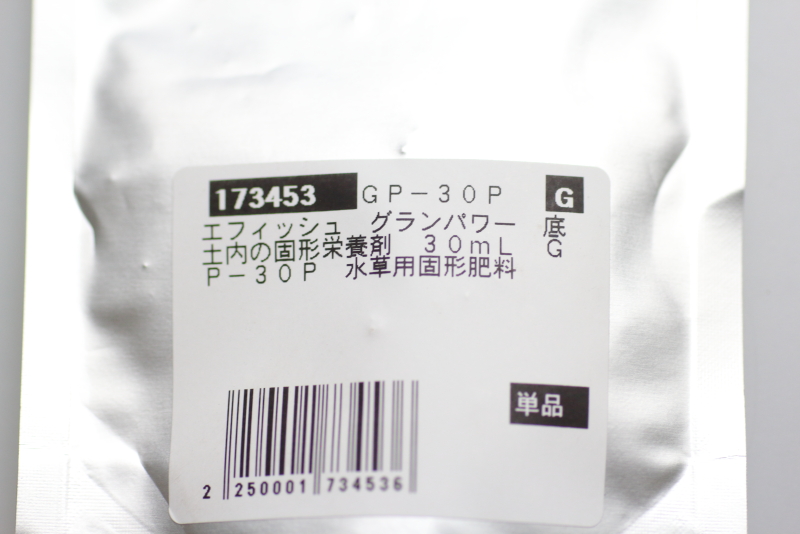 173453 GP-30P G
エフィッシュ グランパワー 底
土内の固形栄養剤 30mL G
P-30P 水草用固形肥料
単品
2 250001 734536